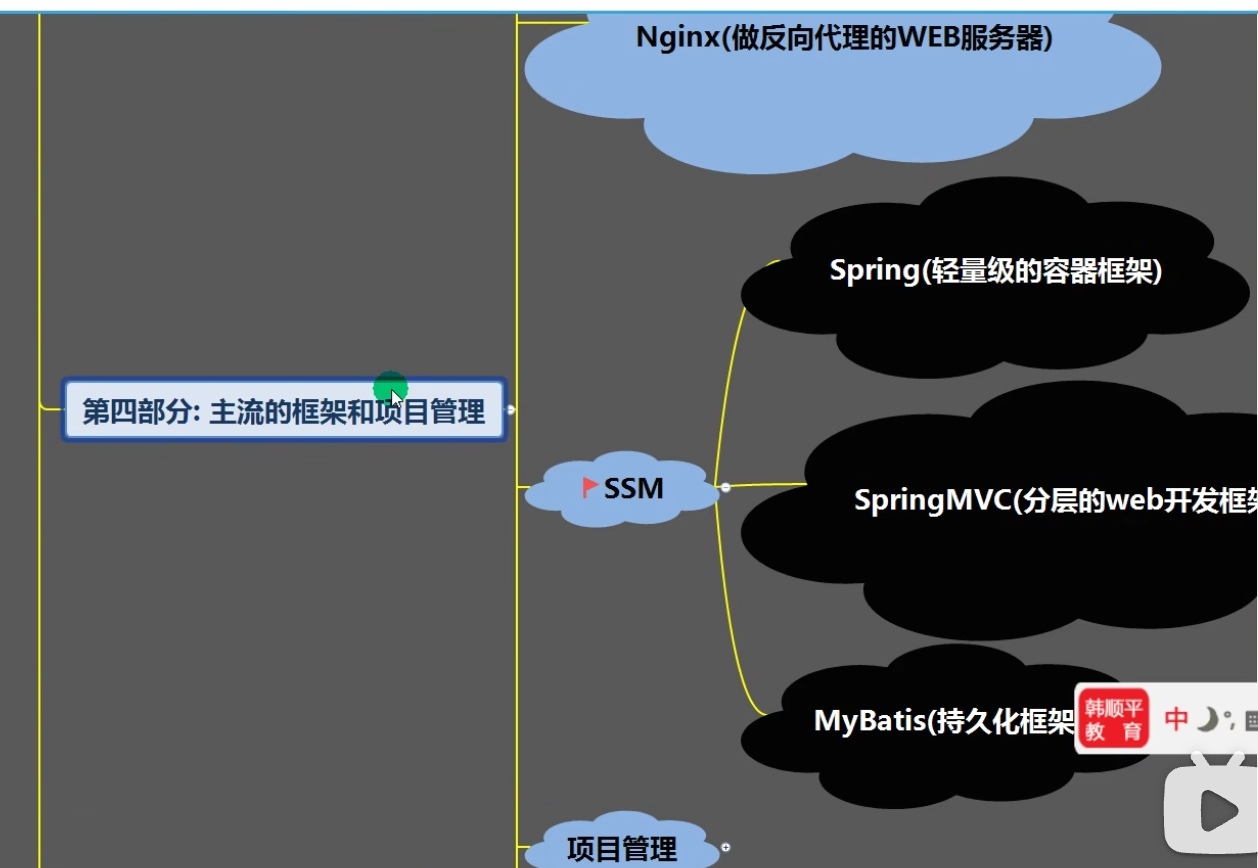 Nginx(做反向代理的WEB服务器)
Spring(轻量级的容器框架)
第四部分: 主流的框架和项目管理
SSM
SpringMVC(分层的web开发框架
MyBatis(持久化框架
韩顺平
教 育
中
项目管理